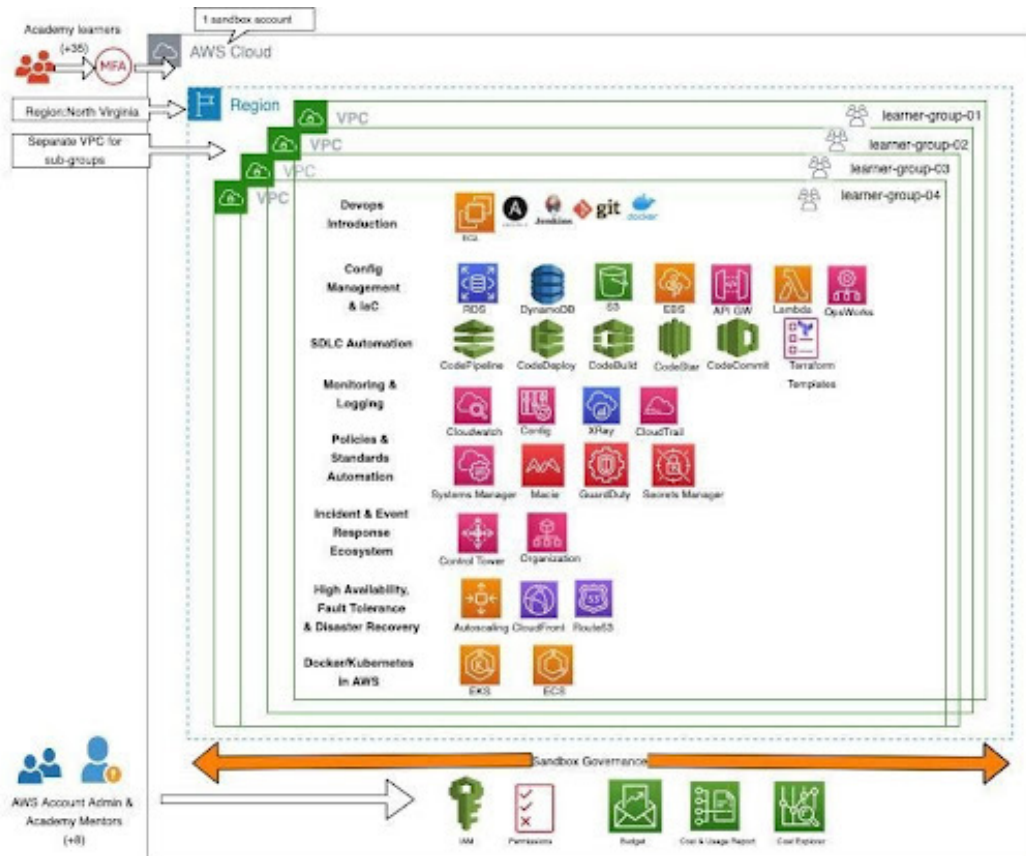 1 sandbox account
Academy learners
(+35)
MFA
AWS Cloud
Region:North Virginia
Region
Separate VPC for
sub-groups
VPC
learner-group-01
VPC
learner-group-02
VPC
learner-group-03
VPC
learner-group-04
Devops
Introduction
Jenkins
git
docker
Config
Management
& IaC
RDS
DynamoDB
S3
EBS
API GW
Lambda
OpsWorks
SDLC Automation
CodePipeline
CodeDeploy
CodeBuild
CodeStar
CodeCommit
Terraform
Templates
Monitoring &
Logging
Cloudwatch
Config
XRay
CloudTrail
Policies &
Standards
Automation
Systems Manager
Macie
GuardDuty
Secrets Manager
Incident & Event
Response
Ecosystem
Control Tower
Organization
High Availability,
Fault Tolerance
& Disaster Recovery
Autoscaling
CloudFront
53
Route53
Docker/Kubernetes
in AWS
EKS
ECS
Sandbox Governance
AWS Account Admin &
Academy Mentors
(+8)
IAM
Permissions
Budget
Cost & Usage Report
Cost Explorer